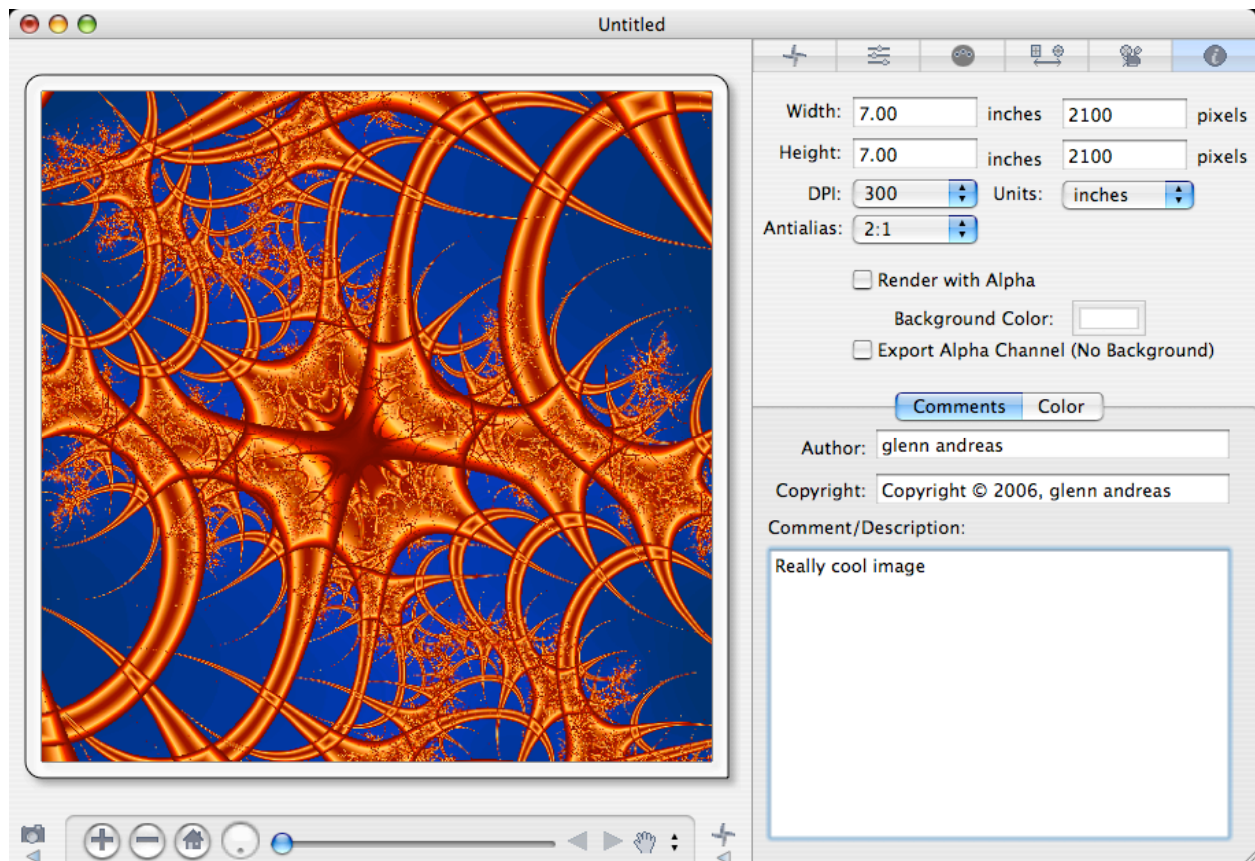 Untitled
Width: 7.00 inches 2100 pixels
Height: 7.00 inches 2100 pixels
DPI: 300 Units: inches
Antialias: 2:1
Render with Alpha
Background Color:
Export Alpha Channel (No Background)
Comments Color
Author: glenn andreas
Copyright: Copyright © 2006, glenn andreas
Comment/Description:
Really cool image